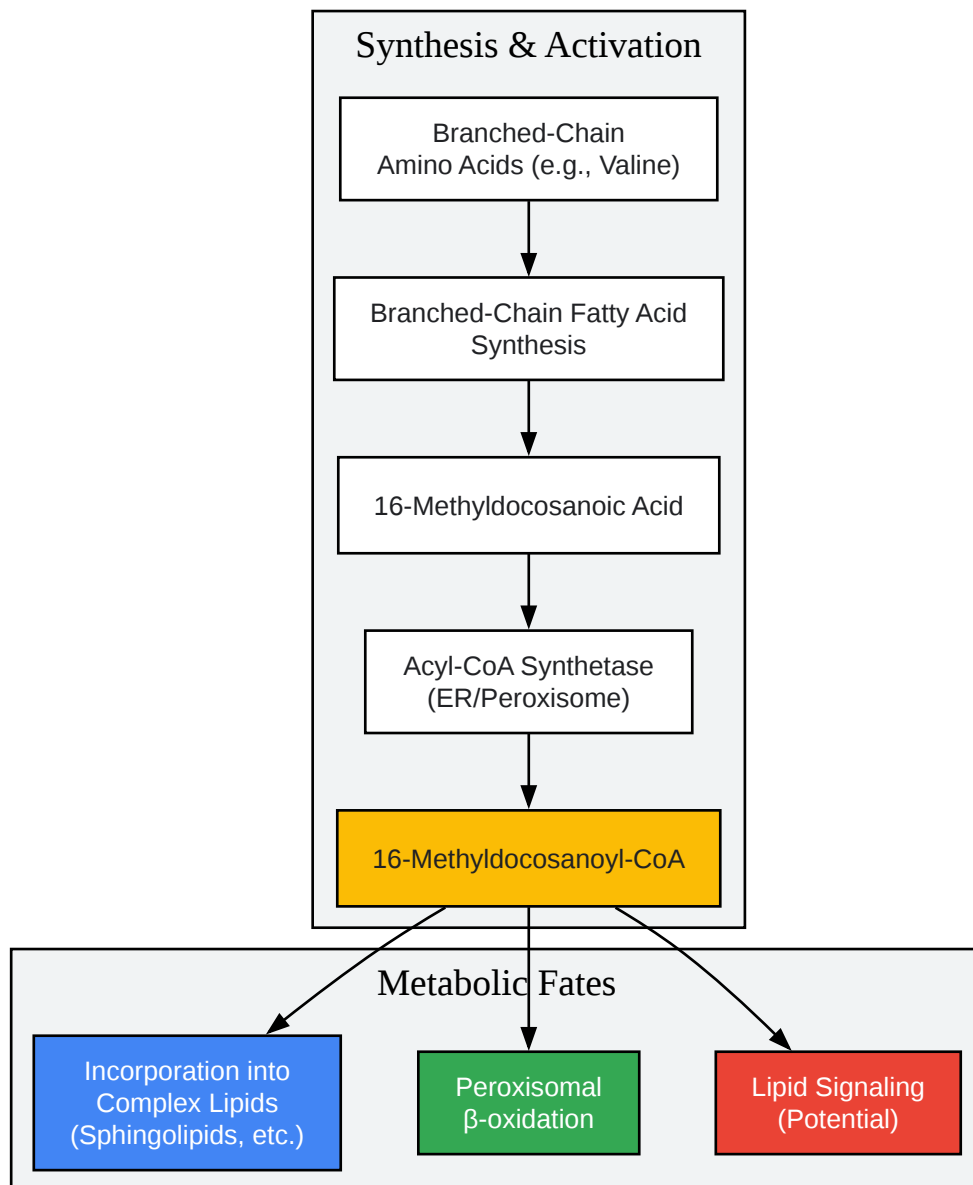 Synthesis & Activation
Branched-Chain
Amino Acids (e.g., Valine)
Branched-Chain Fatty Acid
Synthesis
16-Methyldocosanoic Acid
Acyl-CoA Synthetase
(ER/Peroxisome)
16-Methyldocosanoyl-CoA
Metabolic Fates
Incorporation into
Complex Lipids
(Sphingolipids, etc.)
Peroxisomal
β-oxidation
Lipid Signaling
(Potential)